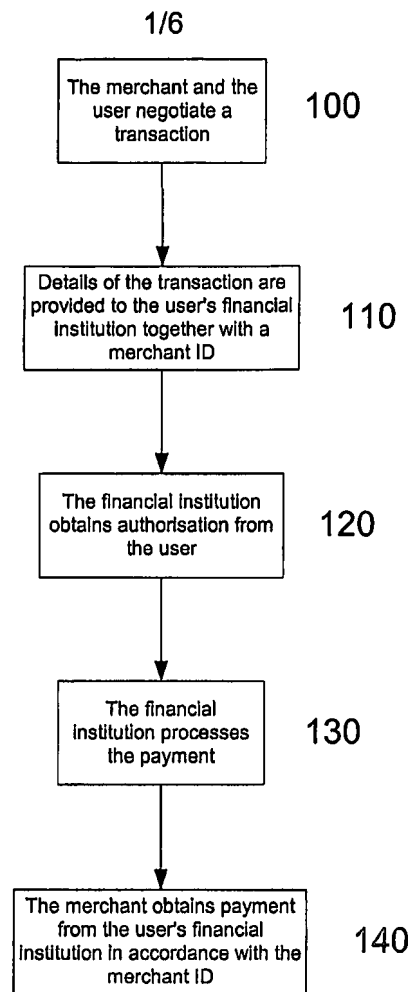 1/6
The merchant and the
user negotiate a
transaction
100
Details of the transaction are
provided to the user's financial
institution together with a
merchant ID
110
The financial institution
obtains authorisation from
the user
120
The financial
institution processes
the payment
130
The merchant obtains payment
from the user's financial
institution in accordance with the
merchant ID
140